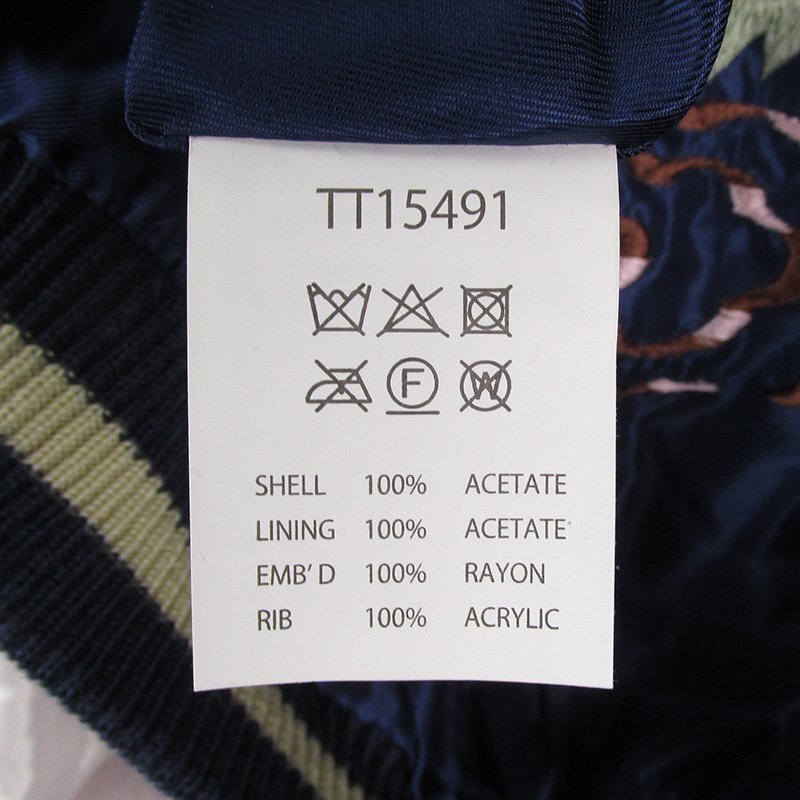 TT15491
F W
SHELL 100% ACETATE
LINING 100% ACETATE
EMB' D 100% RAYON
RIB 100% ACRYLIC